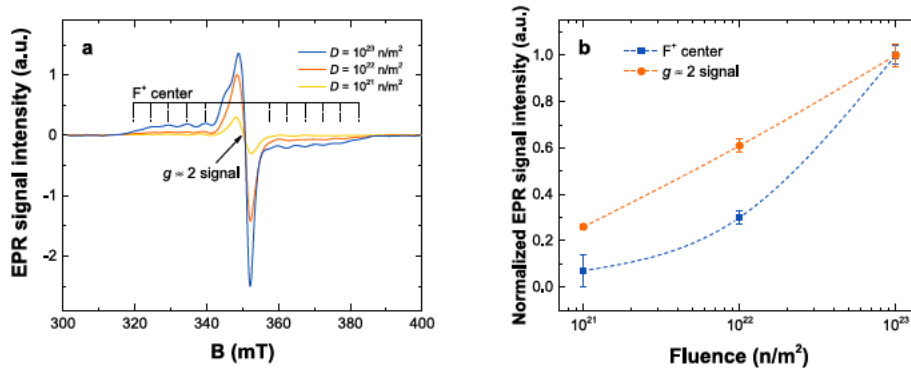 a
D = 10²³ n/m²
D = 10²² n/m²
D = 10²¹ n/m²
F⁺ center
g ≈ 2 signal
EPR signal intensity (a.u.)
1
0
-1
-2
300
320
340
360
380
400
B (mT)
b
F⁺ center
g ≈ 2 signal
Normalized EPR signal intensity (a.u.)
1.0
0.8
0.6
0.4
0.2
0.0
10²¹
10²²
10²³
Fluence (n/m²)